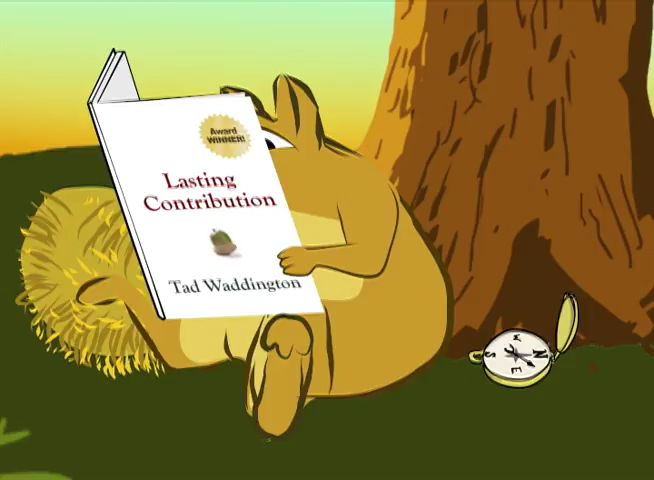 Award
WINNER!
Lasting
Contribution
Tad Waddington
W
S
N
E